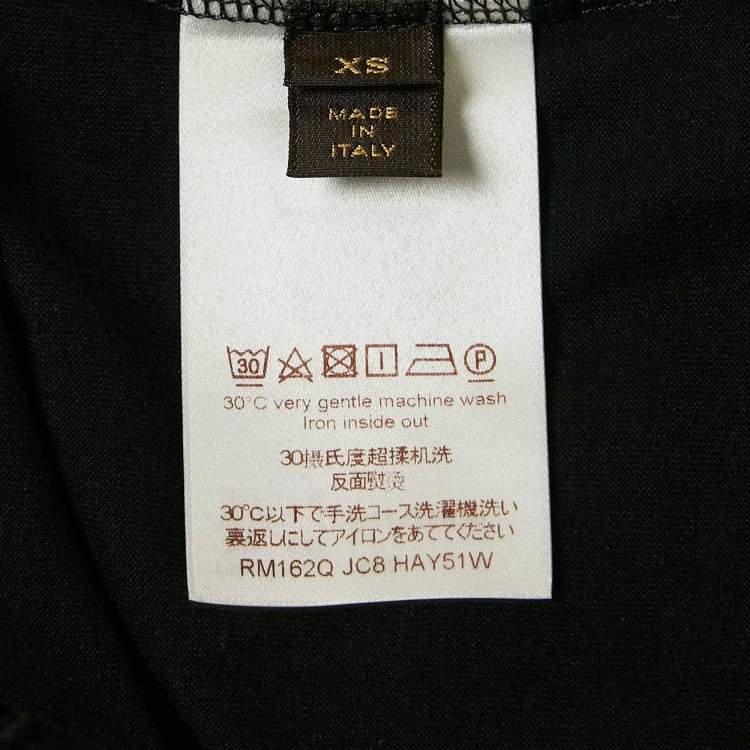 XS
MADE
IN
ITALY
30
P
30°C very gentle machine wash
Iron inside out
30摄氏度超柔机洗
反面熨烫
30°C以下で手洗コース洗濯機洗い
裏返しにしてアイロンをあててください
RM162Q JC8 HAY51W